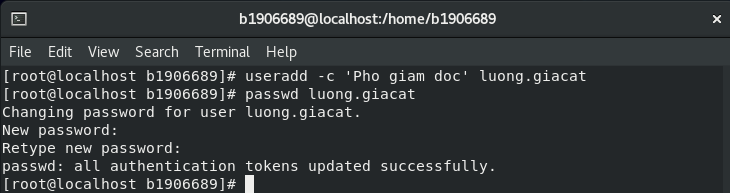 b1906689@localhost:/home/b1906689
File Edit View Search Terminal Help
[root@localhost b1906689]# useradd -c 'Pho giam doc' luong.giacat
[root@localhost b1906689]# passwd luong.giacat
Changing password for user luong.giacat.
New password:
Retype new password:
passwd: all authentication tokens updated successfully.
[root@localhost b1906689]#